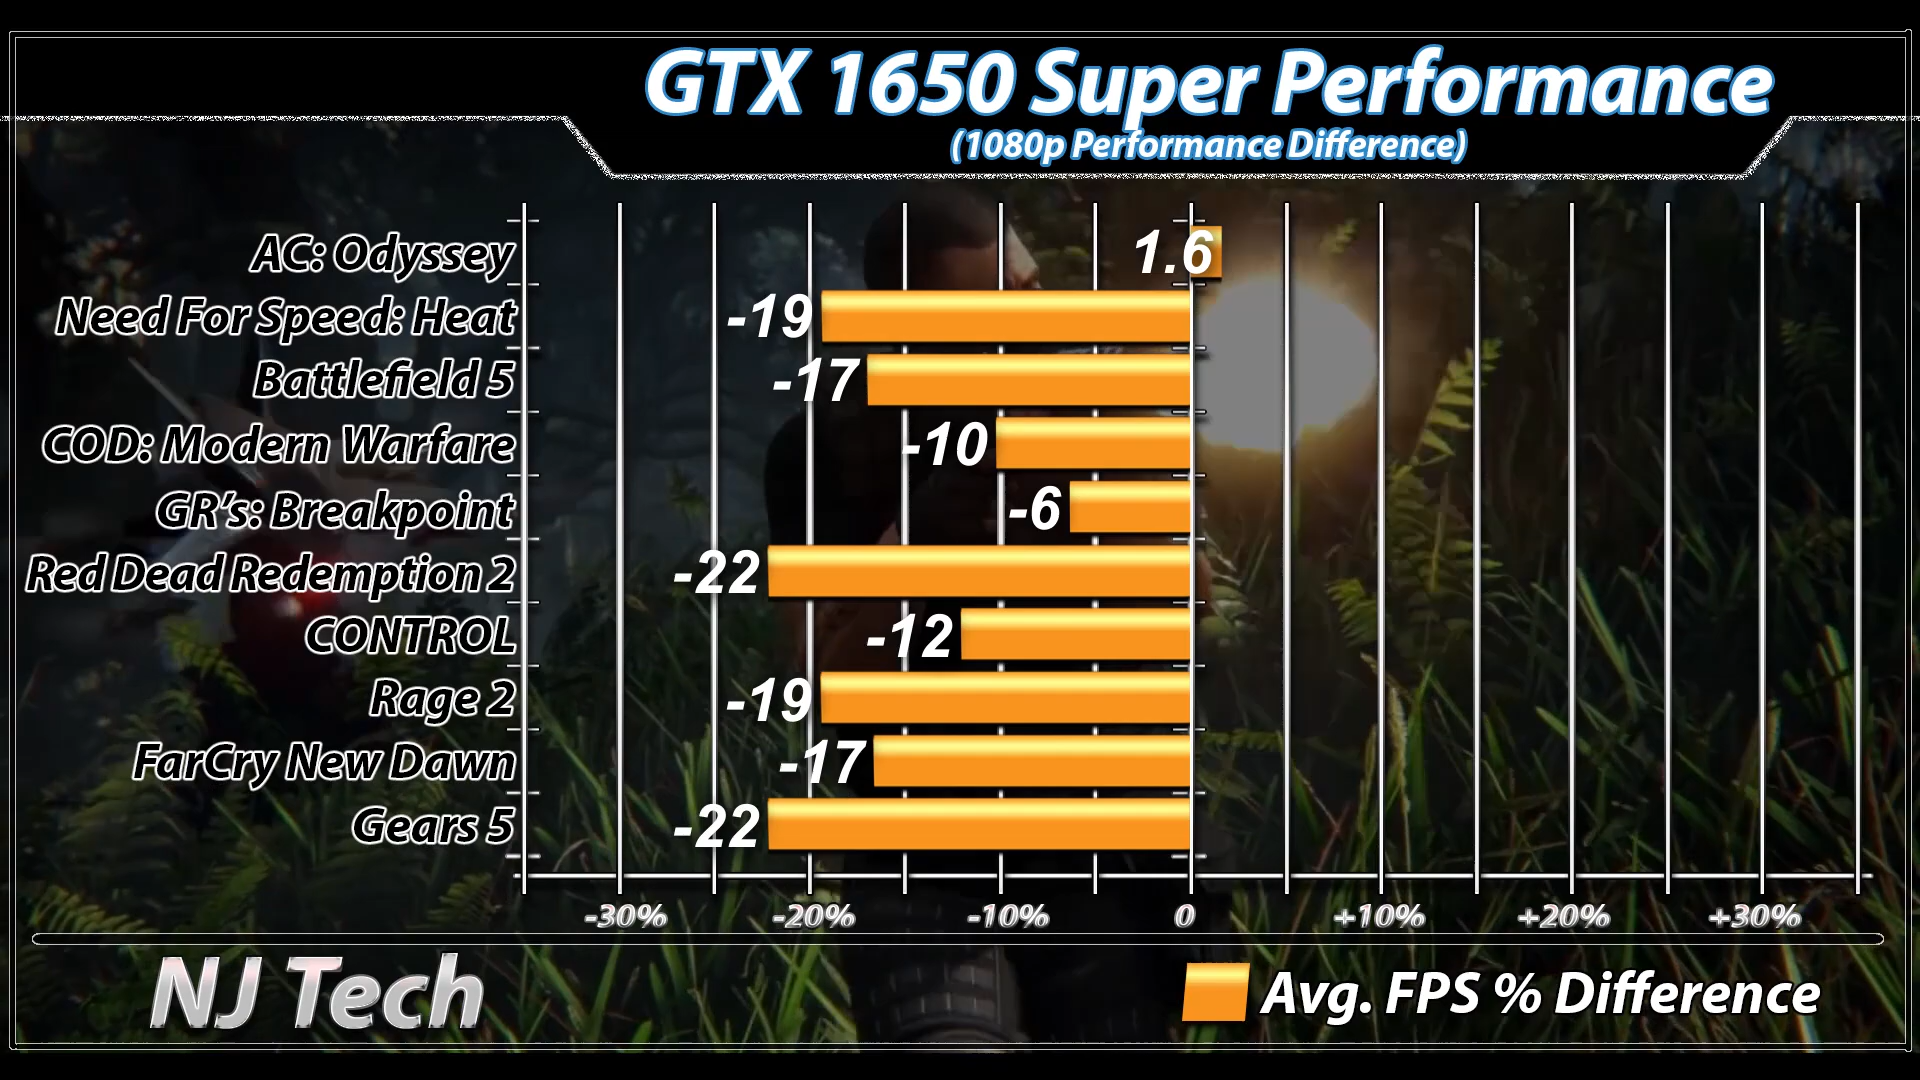 GTX 1650 Super Performance
(1080p Performance Difference)
AC: Odyssey 1.6
Need For Speed: Heat -19
Battlefield 5 -17
COD: Modern Warfare -10
GR's: Breakpoint -6
Red Dead Redemption 2 -22
CONTROL -12
Rage 2 -19
FarCry New Dawn -17
Gears 5 -22
-30% -20% -10% 0 +10% +20% +30%
NJ Tech
Avg. FPS % Difference